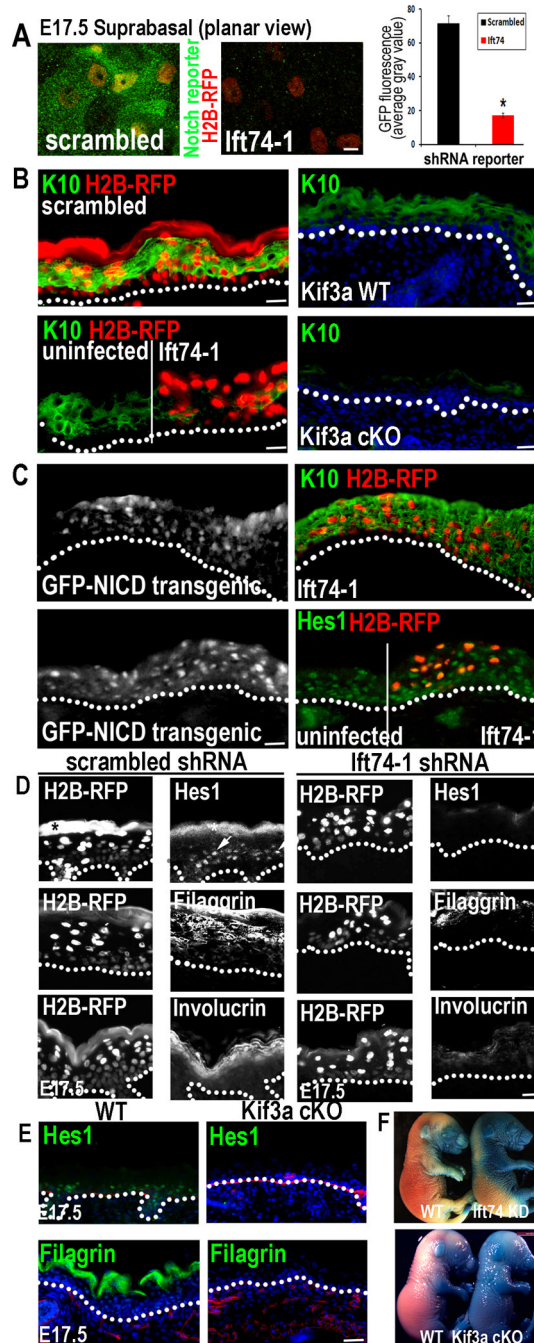 A
E17.5 Suprabasal (planar view)
scrambled
Notch reporter
H2B-RFP
Ift74-1
GFP fluorescence
(average gray value)
80
60
40
20
0
Scrambled
Ift74
*
shRNA reporter
B
K10 H2B-RFP
scrambled
K10
Kif3a WT
K10 H2B-RFP
uninfected Ift74-1
K10
Kif3a cKO
C
GFP-NICD transgenic
K10 H2B-RFP
Ift74-1
GFP-NICD transgenic
Hes1 H2B-RFP
uninfected Ift74-1
scrambled shRNA
Ift74-1 shRNA
D
H2B-RFP
*
Hes1
*
H2B-RFP
Hes1
H2B-RFP
Filaggrin
H2B-RFP
Filaggrin
H2B-RFP
E17.5
Involucrin
H2B-RFP
E17.5
Involucrin
WT
Kif3a cKO
E
Hes1
E17.5
Hes1
Filagrin
E17.5
Filagrin
F
WT Ift74 KD
WT Kif3a cKO